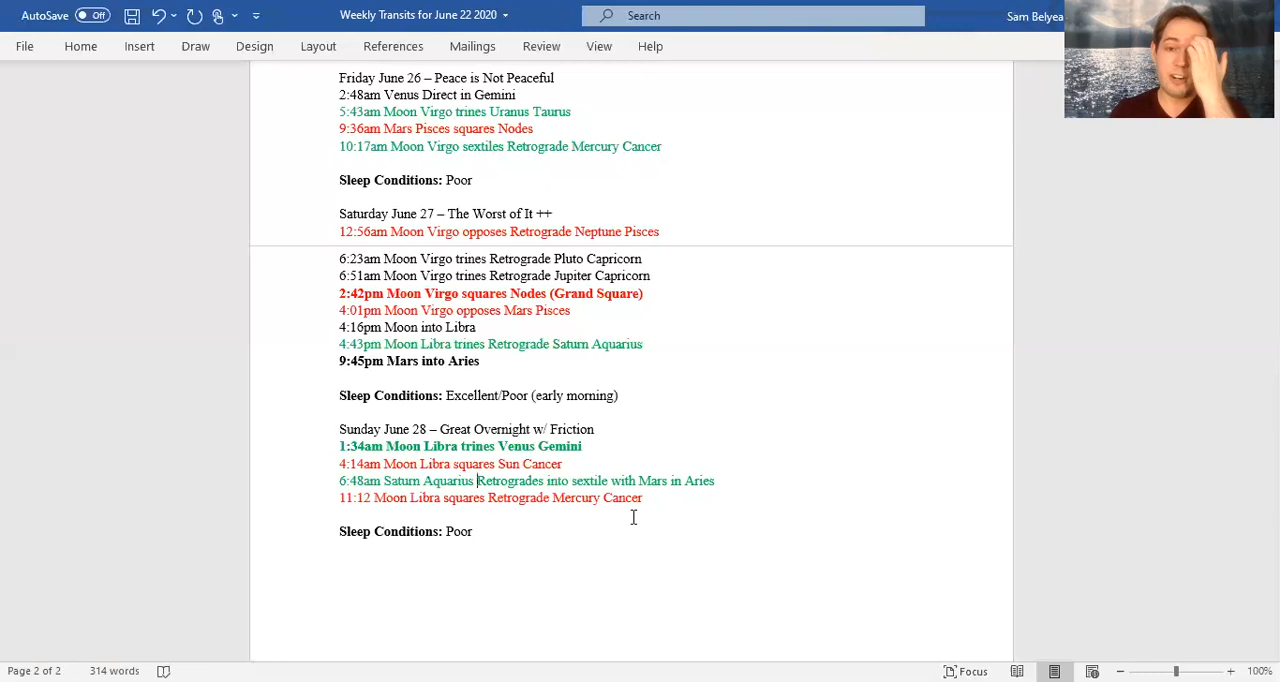 AutoSave Off Weekly Transits for June 22 2020 Search Sam Belyea
File Home Insert Draw Design Layout References Mailings Review View Help
Friday June 26 – Peace is Not Peaceful
2:48am Venus Direct in Gemini
5:43am Moon Virgo trines Uranus Taurus
9:36am Mars Pisces squares Nodes
10:17am Moon Virgo sextiles Retrograde Mercury Cancer
Sleep Conditions: Poor
Saturday June 27 – The Worst of It ++
12:56am Moon Virgo opposes Retrograde Neptune Pisces
6:23am Moon Virgo trines Retrograde Pluto Capricorn
6:51am Moon Virgo trines Retrograde Jupiter Capricorn
2:42pm Moon Virgo squares Nodes (Grand Square)
4:01pm Moon Virgo opposes Mars Pisces
4:16pm Moon into Libra
4:43pm Moon Libra trines Retrograde Saturn Aquarius
9:45pm Mars into Aries
Sleep Conditions: Excellent/Poor (early morning)
Sunday June 28 – Great Overnight w/ Friction
1:34am Moon Libra trines Venus Gemini
4:14am Moon Libra squares Sun Cancer
6:48am Saturn Aquarius Retrogrades into sextile with Mars in Aries
11:12 Moon Libra squares Retrograde Mercury Cancer
Sleep Conditions: Poor
Page 2 of 2 314 words Focus 100%